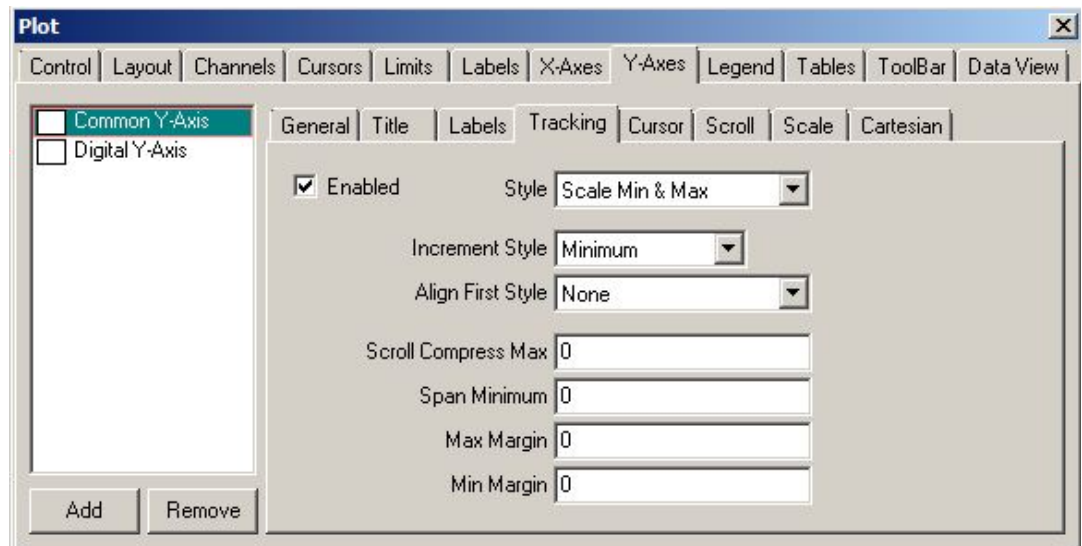 Plot
Control Layout Channels Cursors Limits Labels X-Axes Y-Axes Legend Tables ToolBar Data View
Common Y-Axis
Digital Y-Axis
General Title Labels Tracking Cursor Scroll Scale Cartesian
Enabled
Style Scale Min & Max
Increment Style Minimum
Align First Style None
Scroll Compress Max 0
Span Minimum 0
Max Margin 0
Min Margin 0
Add Remove